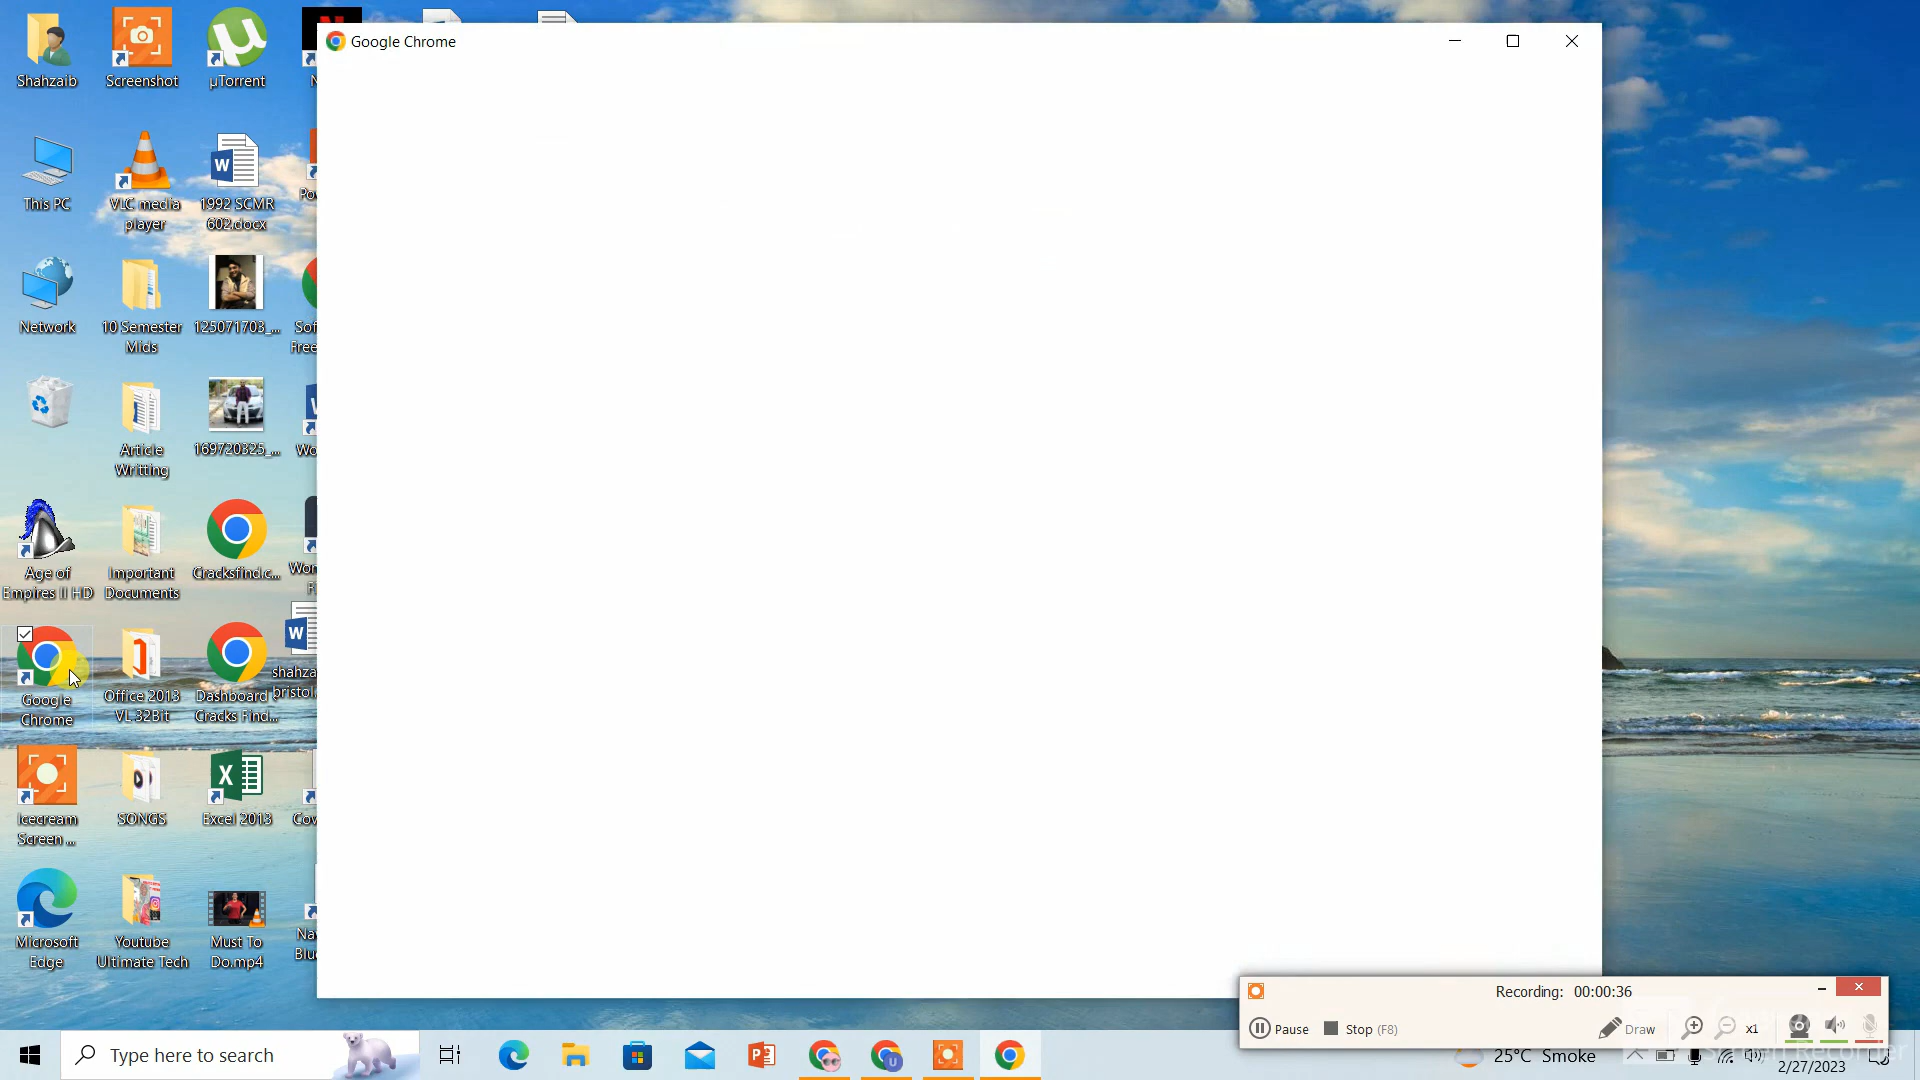 Google Chrome
Shahzaib
Screenshot
µTorrent
This PC
VLC media
player
1992 SCMR
602.docx
Network
10 Semester
Mids
125071703_...
Article
Writting
169720325_...
Age of
Empires II HD
Important
Documents
Cracksfind.c...
Google
Chrome
Office 2013
VL 32Bit
Dashboard
Cracks Find...
shahza
bristol.
Icecream
Screen ...
SONGS
Excel 2013
Microsoft
Edge
Youtube
Ultimate Tech
Must To
Do.mp4
Recording: 00:00:36
Pause
Stop (F8)
Draw
x1
Type here to search
25°C Smoke
2/27/2023